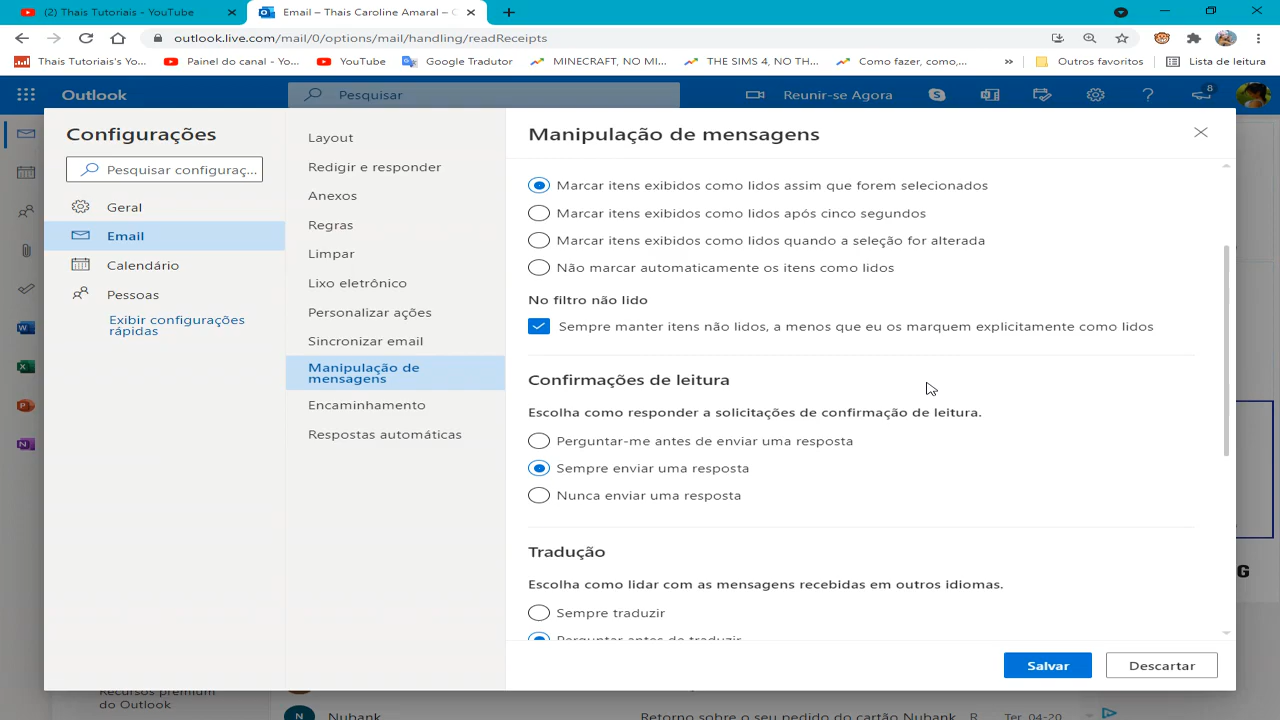 (2) Thais Tutoriais - YouTube
Email – Thais Caroline Amaral – C
outlook.live.com/mail/0/options/mail/handling/readReceipts
Thais Tutoriais's Yo...
Painel do canal - Yo...
YouTube
Google Tradutor
MINECRAFT, NO MI...
THE SIMS 4, NO TH...
Como fazer, como,...
»
Outros favoritos
Lista de leitura
Outlook
Pesquisar
Reunir-se Agora
8
Configurações
Pesquisar configuraç...
Geral
Email
Calendário
Pessoas
Exibir configurações
rápidas
Layout
Redigir e responder
Anexos
Regras
Limpar
Lixo eletrônico
Personalizar ações
Sincronizar email
Manipulação de
mensagens
Encaminhamento
Respostas automáticas
Manipulação de mensagens
Marcar itens exibidos como lidos assim que forem selecionados
Marcar itens exibidos como lidos após cinco segundos
Marcar itens exibidos como lidos quando a seleção for alterada
Não marcar automaticamente os itens como lidos
No filtro não lido
Sempre manter itens não lidos, a menos que eu os marquem explicitamente como lidos
Confirmações de leitura
Escolha como responder a solicitações de confirmação de leitura.
Perguntar-me antes de enviar uma resposta
Sempre enviar uma resposta
Nunca enviar uma resposta
Tradução
Escolha como lidar com as mensagens recebidas em outros idiomas.
Sempre traduzir
Perguntar antes de traduzir
Salvar
Descartar
Recursos premium
do Outlook
N
Nubank
Retorno sobre o seu pedido do cartão Nubank R
Ter, 04-20
G